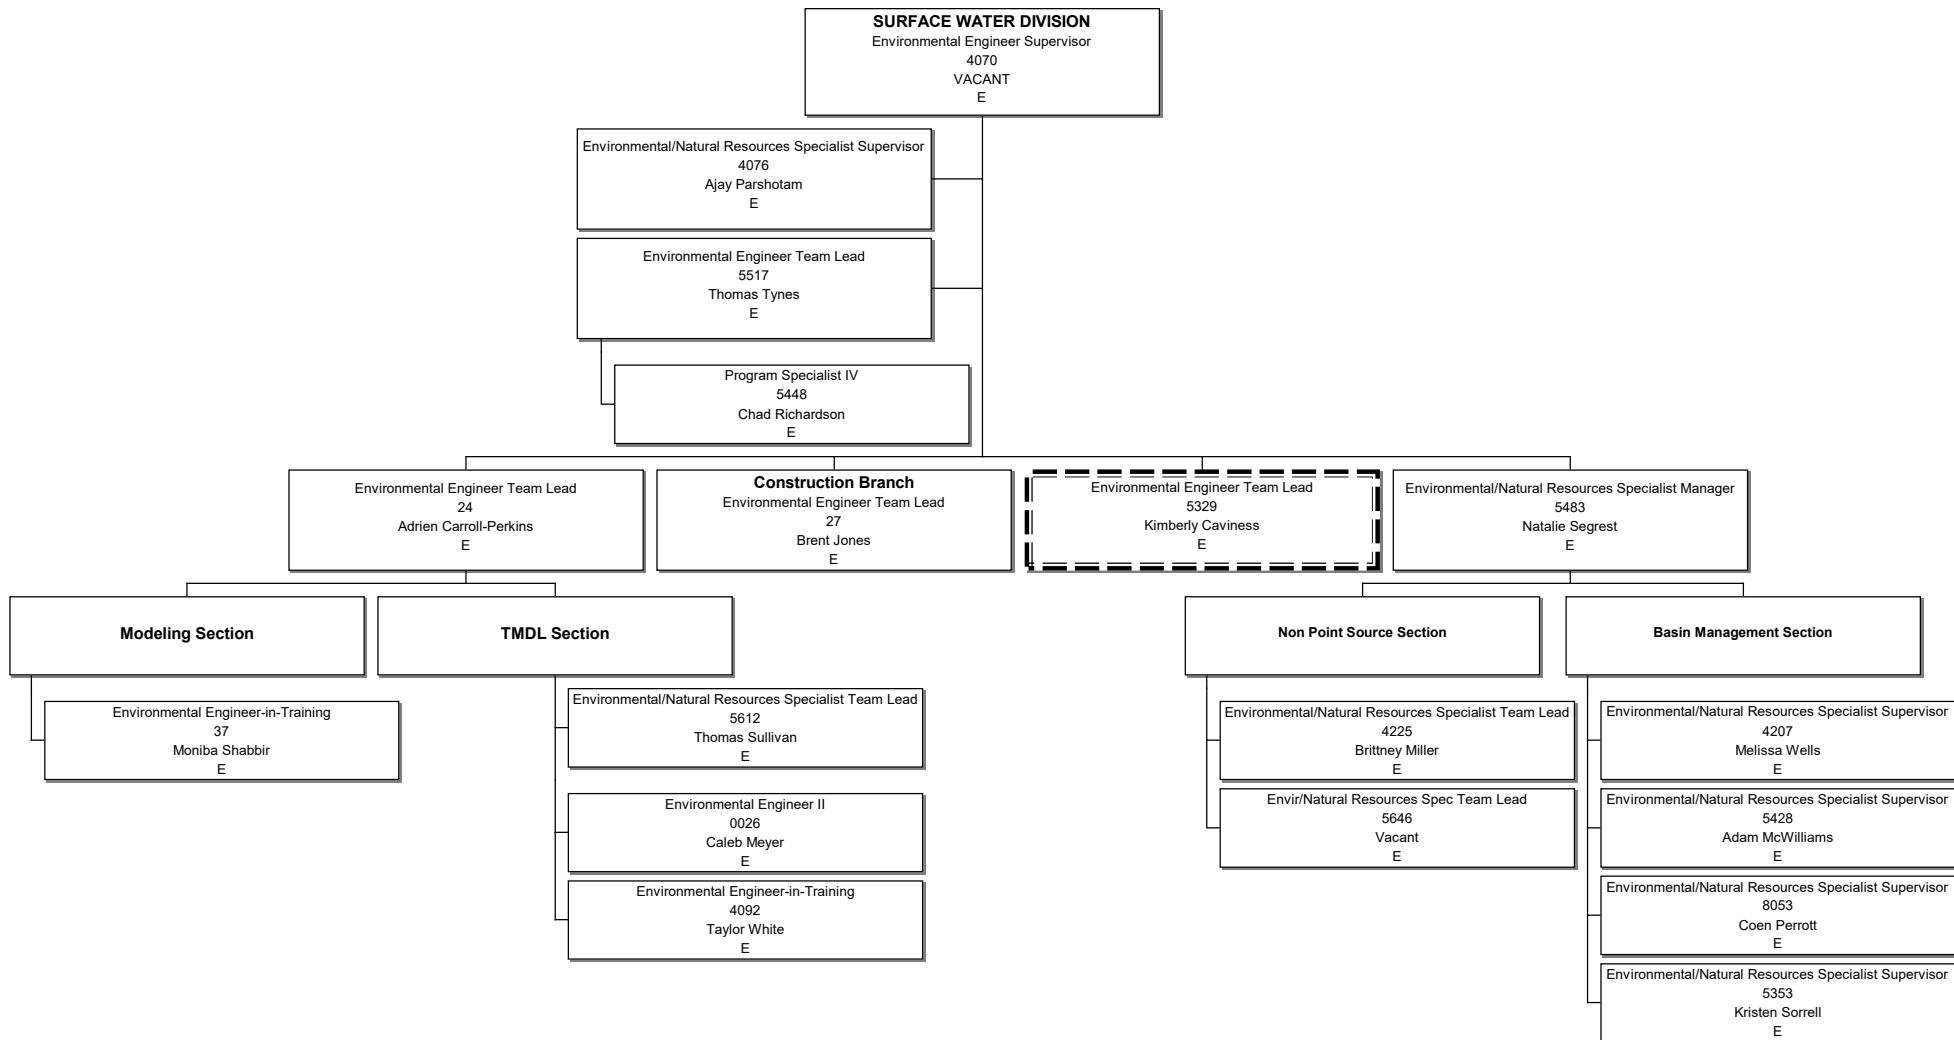 SURFACE WATER DIVISION
Environmental Engineer Supervisor
4070
VACANT
E
Environmental/Natural Resources Specialist Supervisor
4076
Ajay Parshotam
E
Environmental Engineer Team Lead
5517
Thomas Tynes
E
Program Specialist IV
5448
Chad Richardson
E
Environmental Engineer Team Lead
24
Adrien Carroll-Perkins
E
Construction Branch
Environmental Engineer Team Lead
27
Brent Jones
E
Environmental Engineer Team Lead
5329
Kimberly Caviness
E
Environmental/Natural Resources Specialist Manager
5483
Natalie Segrest
E
Modeling Section
Environmental Engineer-in-Training
37
Moniba Shabbir
E
TMDL Section
Environmental/Natural Resources Specialist Team Lead
5612
Thomas Sullivan
E
Environmental Engineer II
0026
Caleb Meyer
E
Environmental Engineer-in-Training
4092
Taylor White
E
Non Point Source Section
Environmental/Natural Resources Specialist Team Lead
4225
Brittney Miller
E
Envir/Natural Resources Spec Team Lead
5646
Vacant
E
Basin Management Section
Environmental/Natural Resources Specialist Supervisor
4207
Melissa Wells
E
Environmental/Natural Resources Specialist Supervisor
5428
Adam McWilliams
E
Environmental/Natural Resources Specialist Supervisor
8053
Coen Perrott
E
Environmental/Natural Resources Specialist Supervisor
5353
Kristen Sorrell
E